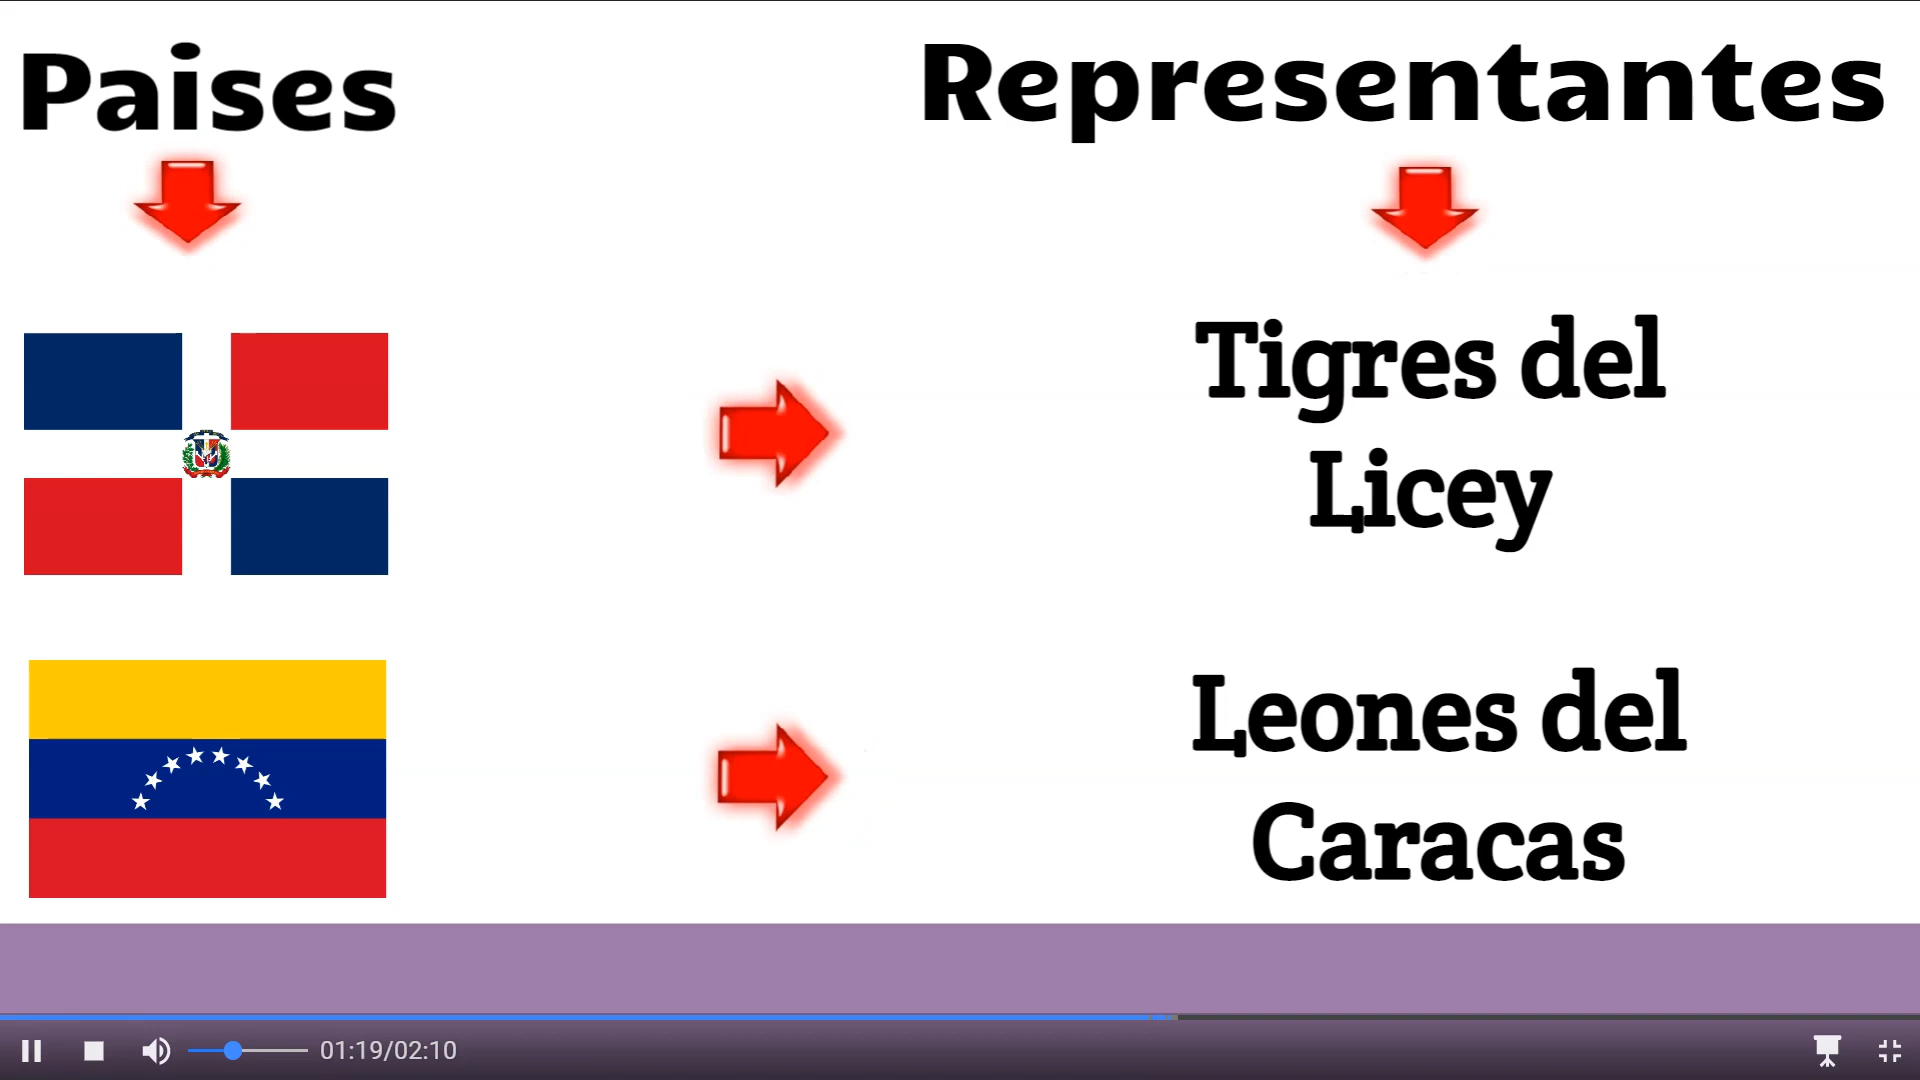 Paises
Representantes
Tigres del
Licey
Leones del
Caracas
01:19/02:10